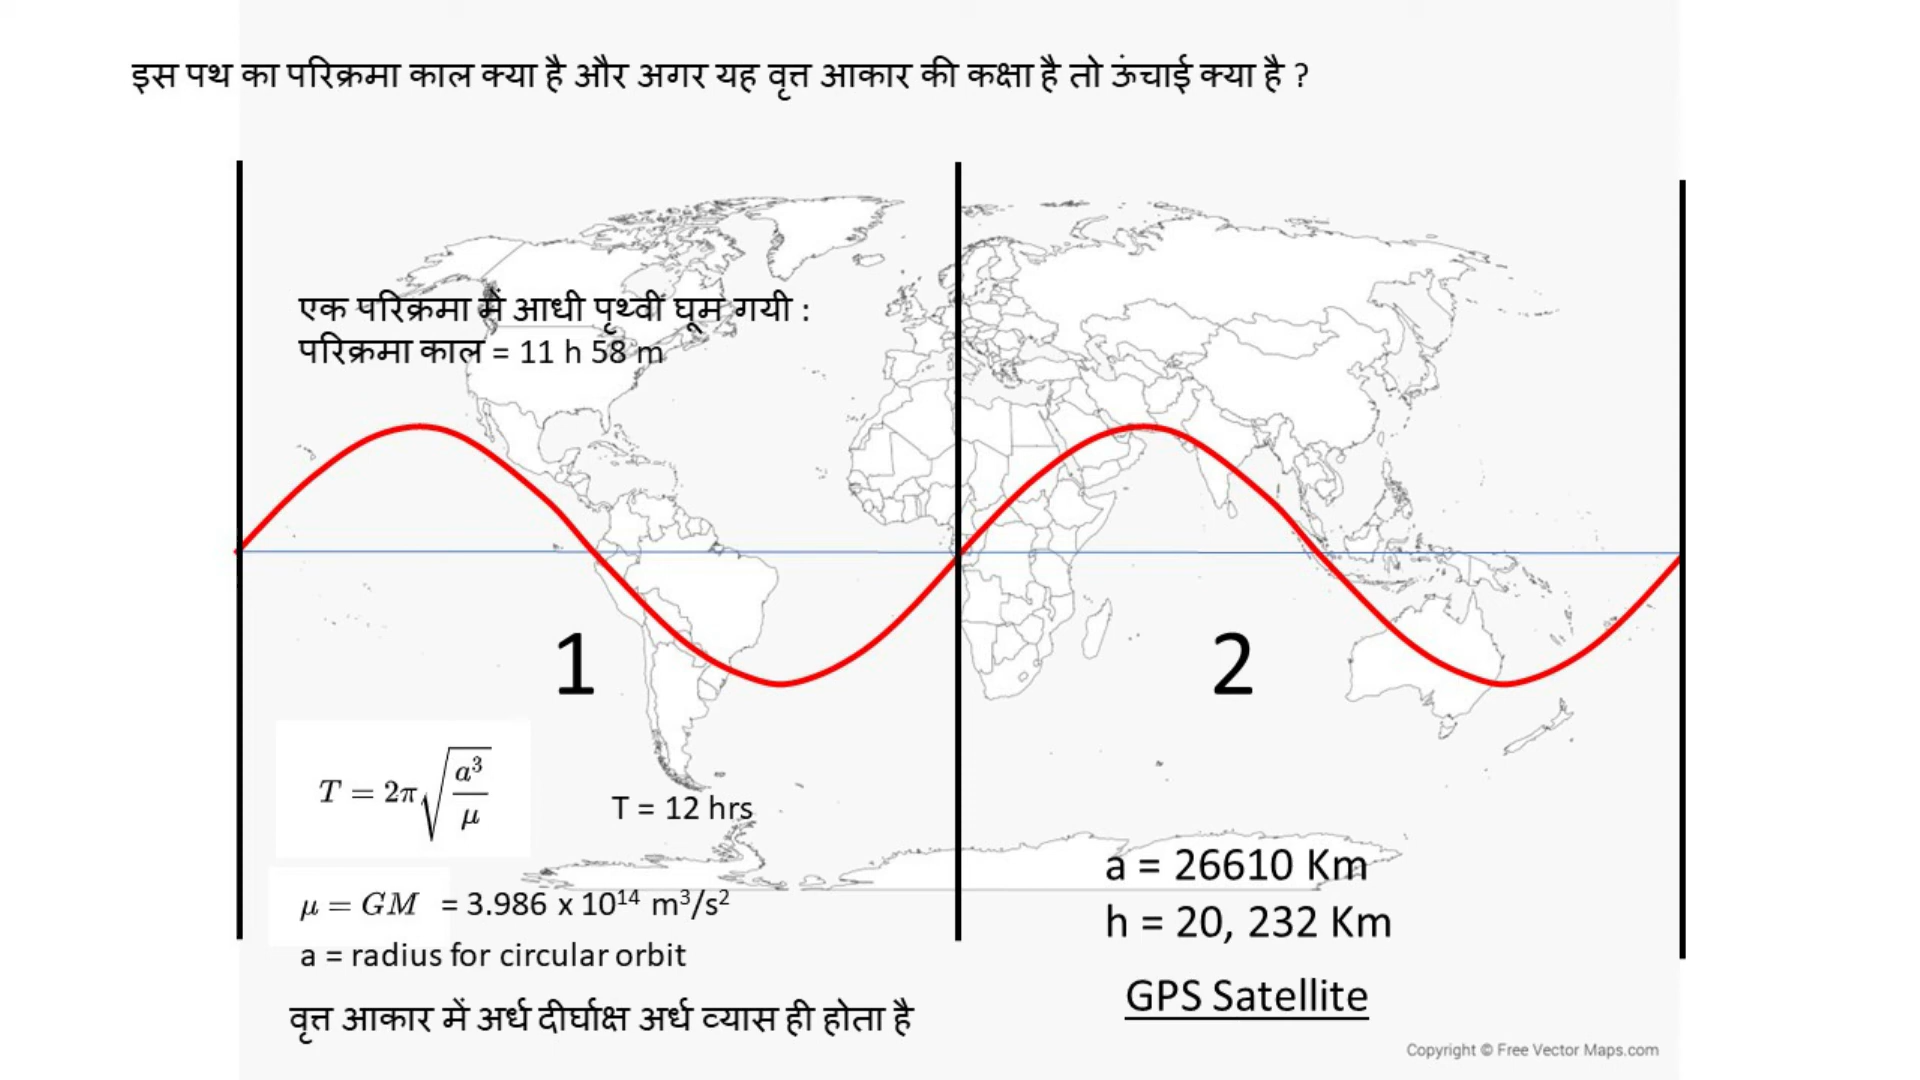 इस पथ का परिक्रमा काल क्या है और अगर यह वृत्त आकार की कक्षा है तो ऊंचाई क्या है ?
एक परिक्रमा में आधी पृथ्वी घूम गयी :
परिक्रमा काल = 11 h 58 m
1
2
T = 2π√(a³/μ)
T = 12 hrs
μ = GM = 3.986 x 10¹⁴ m³/s²
a = radius for circular orbit
वृत्त आकार में अर्ध दीर्घाक्ष अर्ध व्यास ही होता है
a = 26610 Km
h = 20, 232 Km
GPS Satellite
Copyright © Free Vector Maps.com